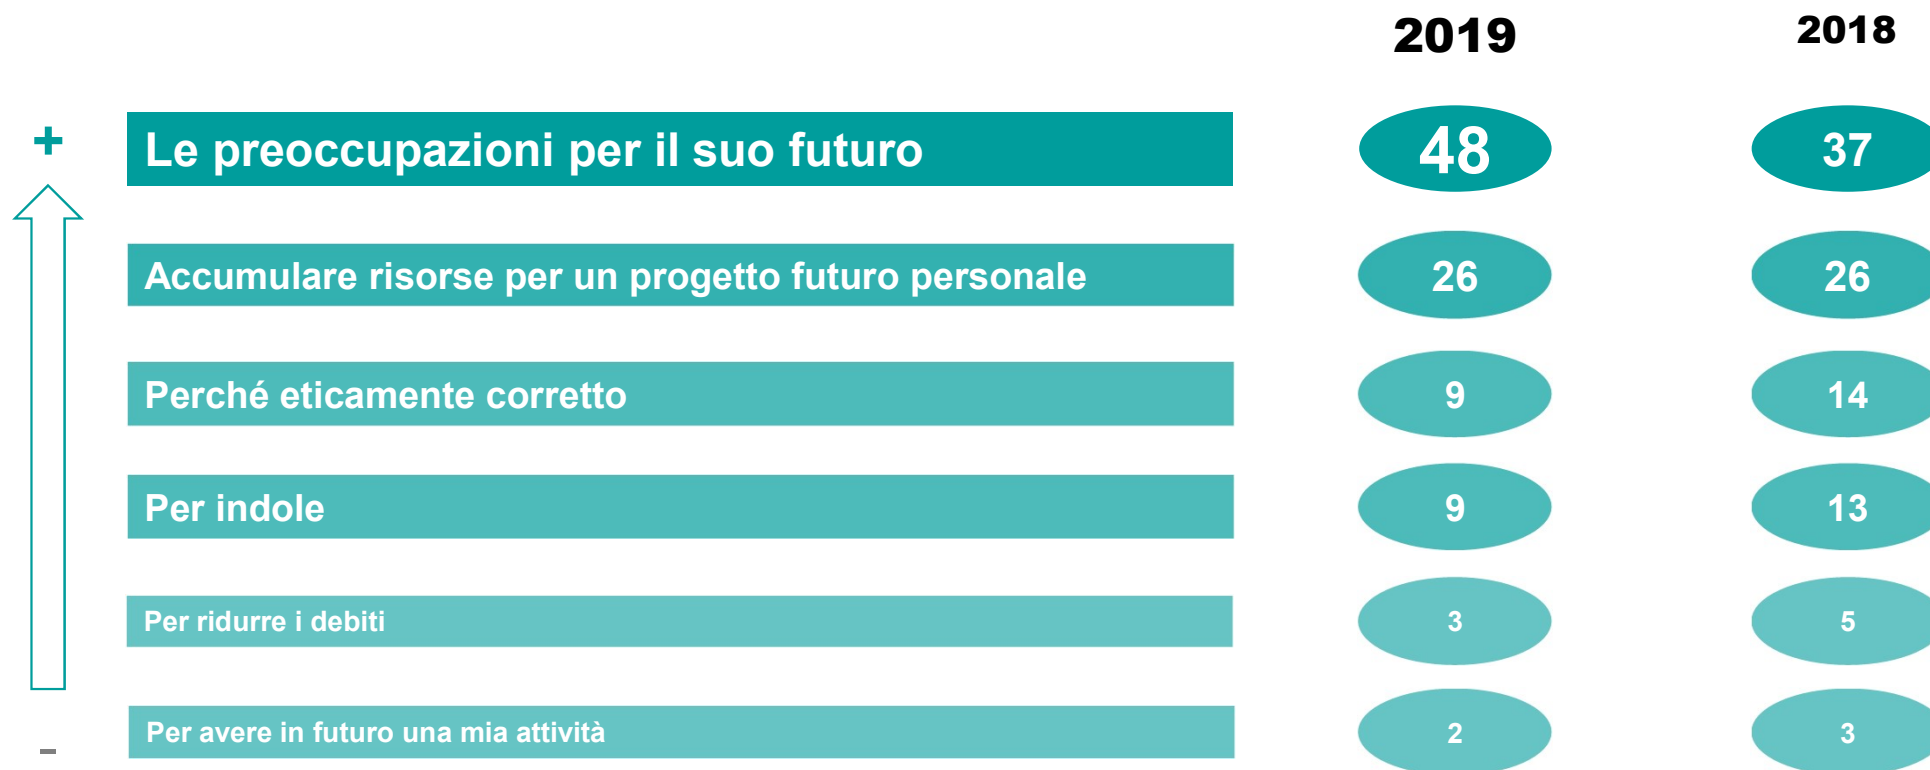 2019 2018
+
Le preoccupazioni per il suo futuro 48 37
Accumulare risorse per un progetto futuro personale 26 26
Perché eticamente corretto 9 14
Per indole 9 13
Per ridurre i debiti 3 5
Per avere in futuro una mia attività 2 3
-